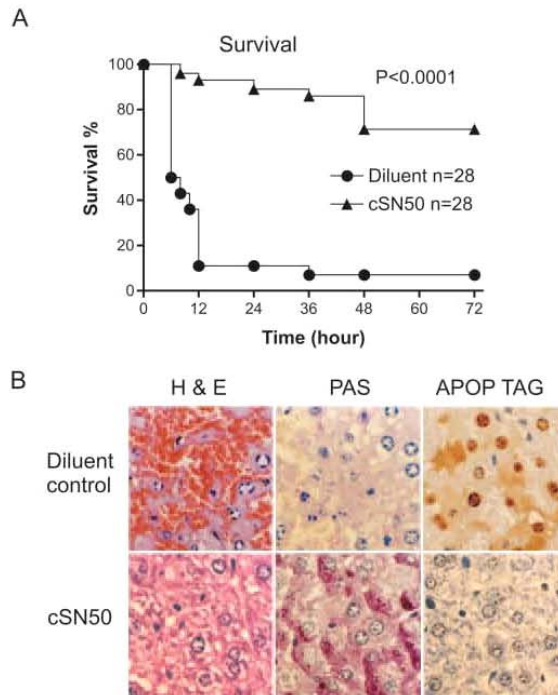 A
Survival
P<0.0001
Survival %
100
80
60
40
20
0
Diluent n=28
cSN50 n=28
0 12 24 36 48 60 72
Time (hour)
B
H & E PAS APOP TAG
Diluent
control
cSN50